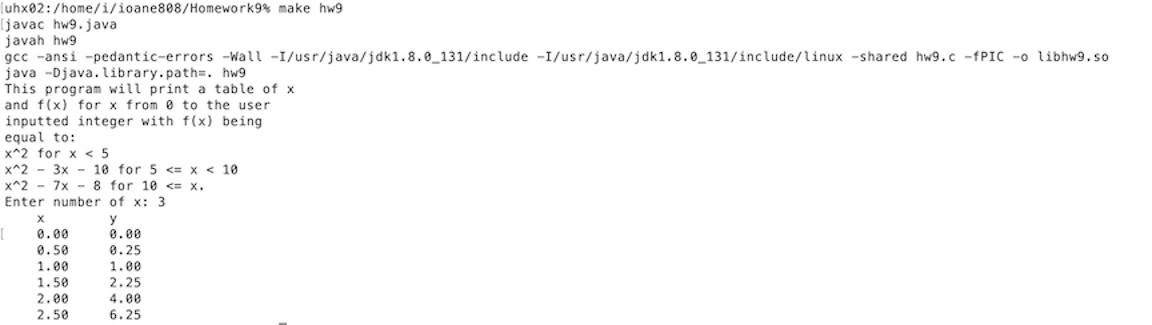 [uhx02:/home/i/ioane808/Homework9% make hw9
[javac hw9.java
javah hw9
gcc -ansi -pedantic-errors -Wall -I/usr/java/jdk1.8.0_131/include -I/usr/java/jdk1.8.0_131/include/linux -shared hw9.c -fPIC -o libhw9.so
java -Djava.library.path=. hw9
This program will print a table of x
and f(x) for x from 0 to the user
inputted integer with f(x) being
equal to:
x^2 for x < 5
x^2 - 3x - 10 for 5 <= x < 10
x^2 - 7x - 8 for 10 <= x.
Enter number of x: 3
    x        y
[    0.00     0.00
    0.50     0.25
    1.00     1.00
    1.50     2.25
    2.00     4.00
    2.50     6.25